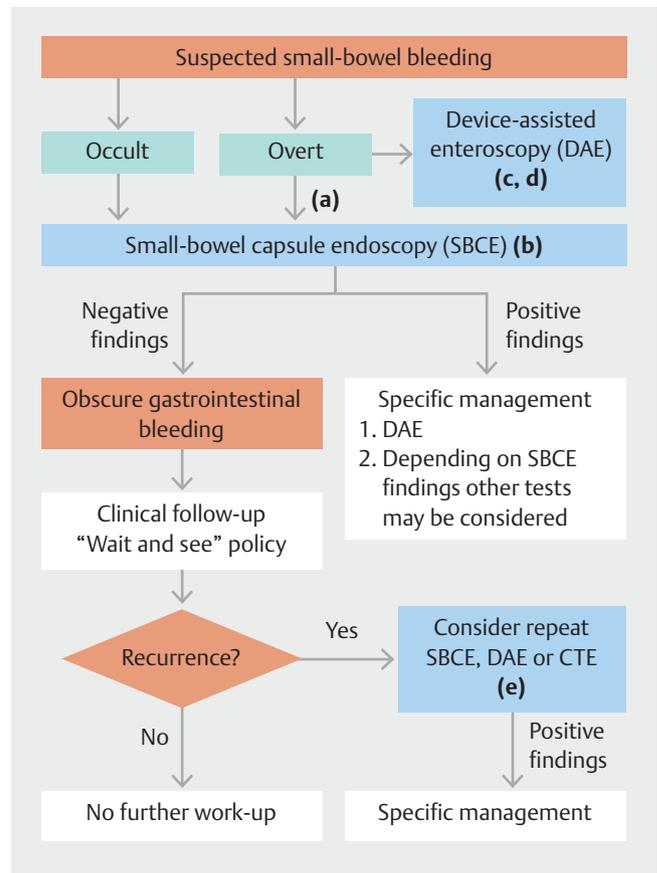 Suspected small-bowel bleeding
Occult
Overt
Device-assisted
enteroscopy (DAE)
(c, d)
(a)
Small-bowel capsule endoscopy (SBCE) (b)
Negative
findings
Positive
findings
Obscure gastrointestinal
bleeding
Specific management
1. DAE
2. Depending on SBCE
findings other tests
may be considered
Clinical follow-up
“Wait and see” policy
Recurrence?
Yes
Consider repeat
SBCE, DAE or CTE
(e)
No
Positive
findings
No further work-up
Specific management